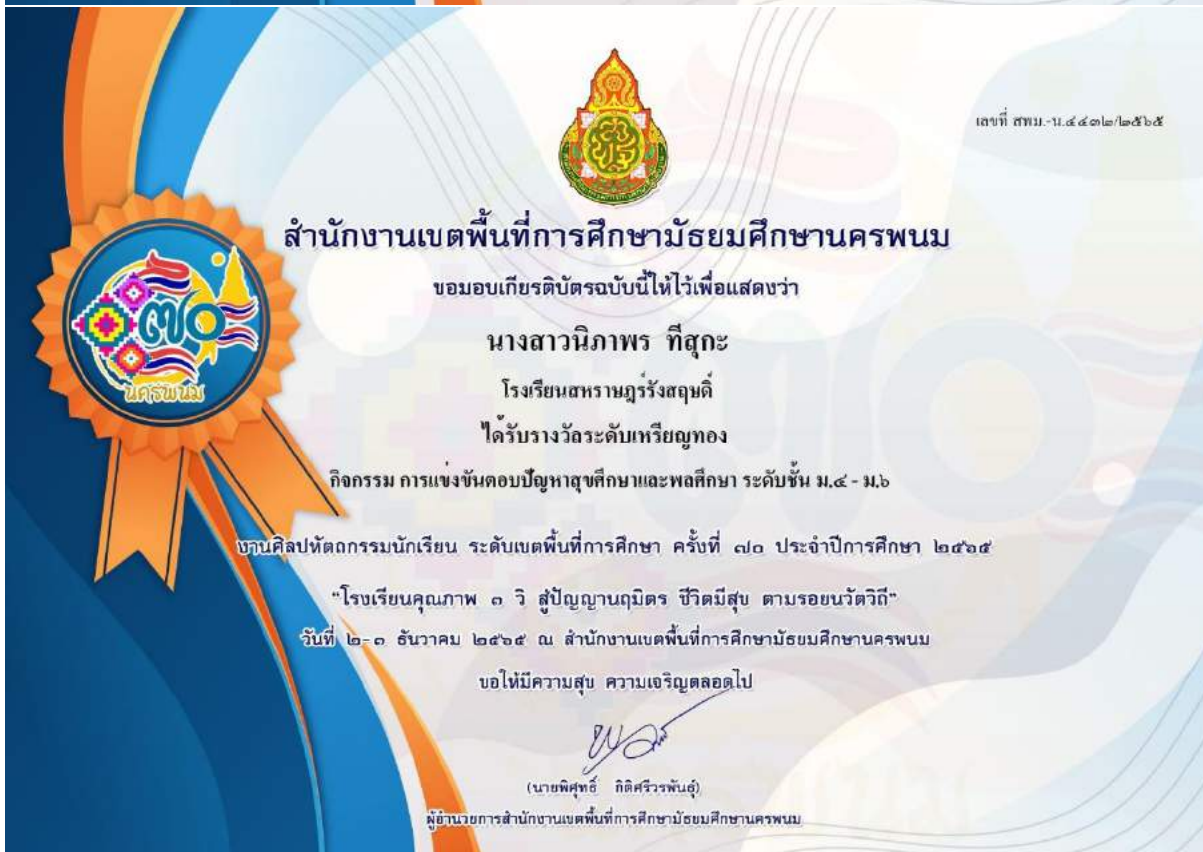 เลขที่ สพม.-น.๔๔๓๒/๒๕๖๕
สำนักงานเขตพื้นที่การศึกษามัธยมศึกษานครพนม
ขอมอบเกียรติบัตรฉบับนี้ให้ไว้เพื่อแสดงว่า
นางสาวนิภาพร ทีสุกะ
โรงเรียนสหราษฎร์รังสฤษดิ์
ได้รับรางวัลระดับเหรียญทอง
กิจกรรม การแข่งขันตอบปัญหาสุขศึกษาและพลศึกษา ระดับชั้น ม.๔ - ม.๖
๗๐
นครพนม
งานศิลปหัตถกรรมนักเรียน ระดับเขตพื้นที่การศึกษา ครั้งที่ ๗๐ ประจำปีการศึกษา ๒๕๖๕
"โรงเรียนคุณภาพ ๓ วิ สู่ปัญญานฤมิตร ชีวิตมีสุข ตามรอยนวัตวิถี"
วันที่ ๒-๓ ธันวาคม ๒๕๖๕ ณ สำนักงานเขตพื้นที่การศึกษามัธยมศึกษานครพนม
ขอให้มีความสุข ความเจริญตลอดไป
(นายพิศุทธิ์ กิติศรีวรพันธุ์)
ผู้อำนวยการสำนักงานเขตพื้นที่การศึกษามัธยมศึกษานครพนม